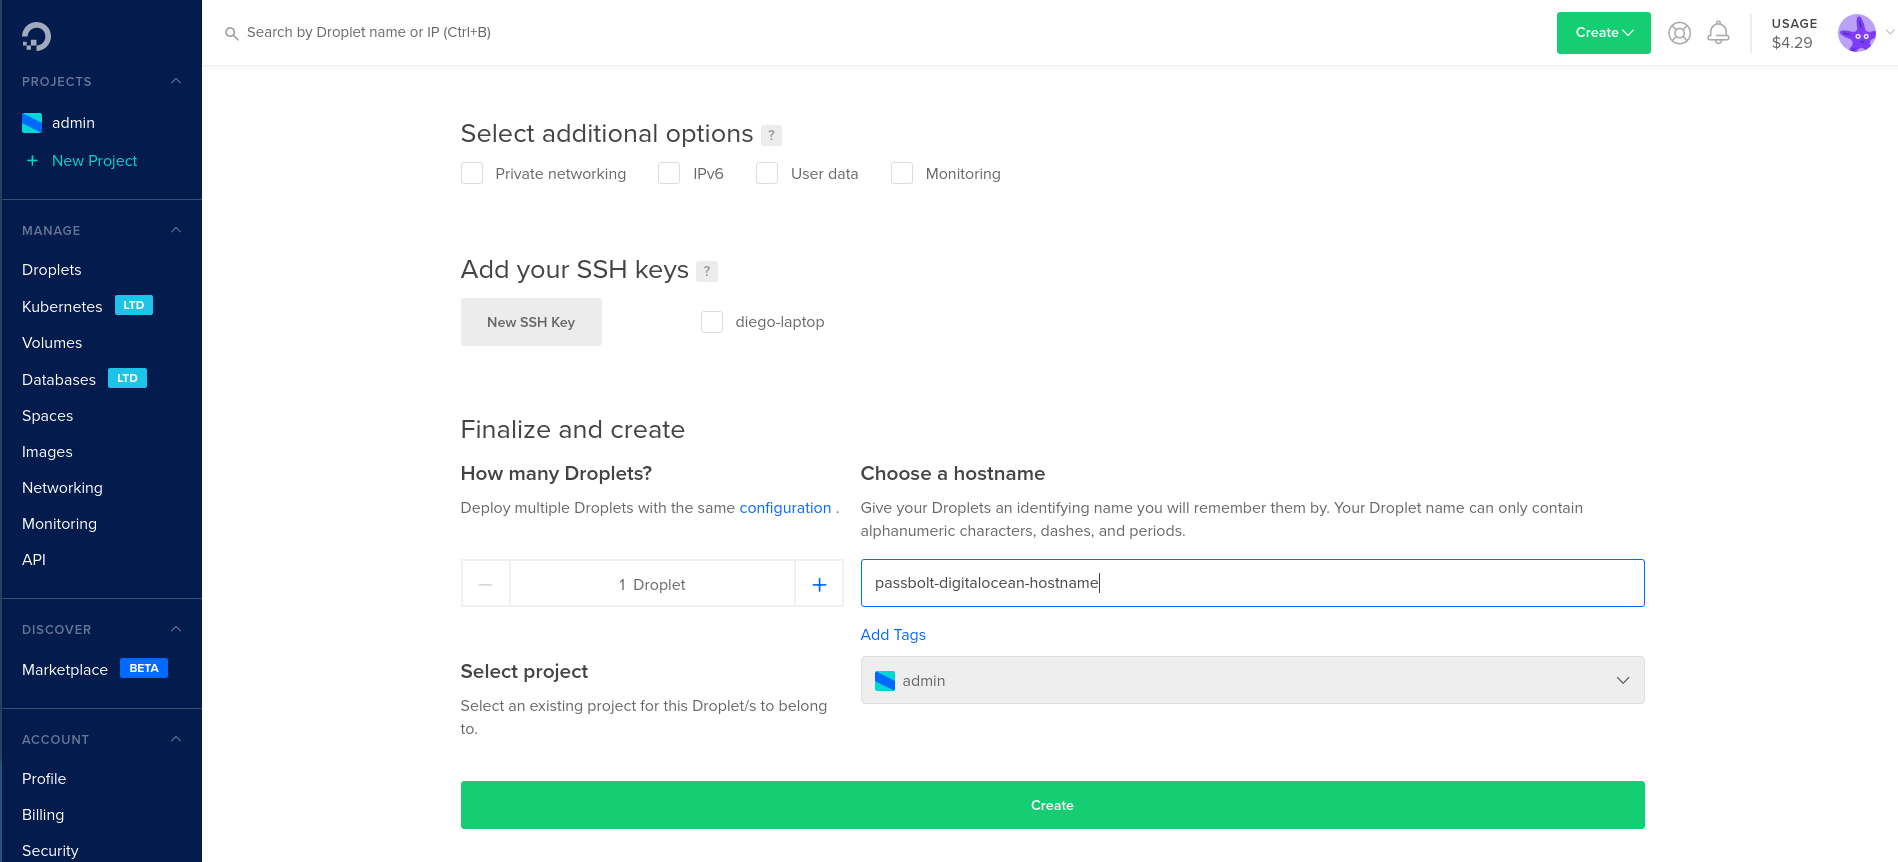 Search by Droplet name or IP (Ctrl+B)
Create
USAGE
$4.29
PROJECTS
admin
+ New Project
MANAGE
Droplets
Kubernetes LTD
Volumes
Databases LTD
Spaces
Images
Networking
Monitoring
API
DISCOVER
Marketplace BETA
ACCOUNT
Profile
Billing
Security
Select additional options ?
Private networking IPv6 User data Monitoring
Add your SSH keys ?
New SSH Key diego-laptop
Finalize and create
How many Droplets?
Deploy multiple Droplets with the same configuration .
− 1 Droplet +
Choose a hostname
Give your Droplets an identifying name you will remember them by. Your Droplet name can only contain
alphanumeric characters, dashes, and periods.
passbolt-digitalocean-hostname
Add Tags
Select project
Select an existing project for this Droplet/s to belong
to.
admin
Create